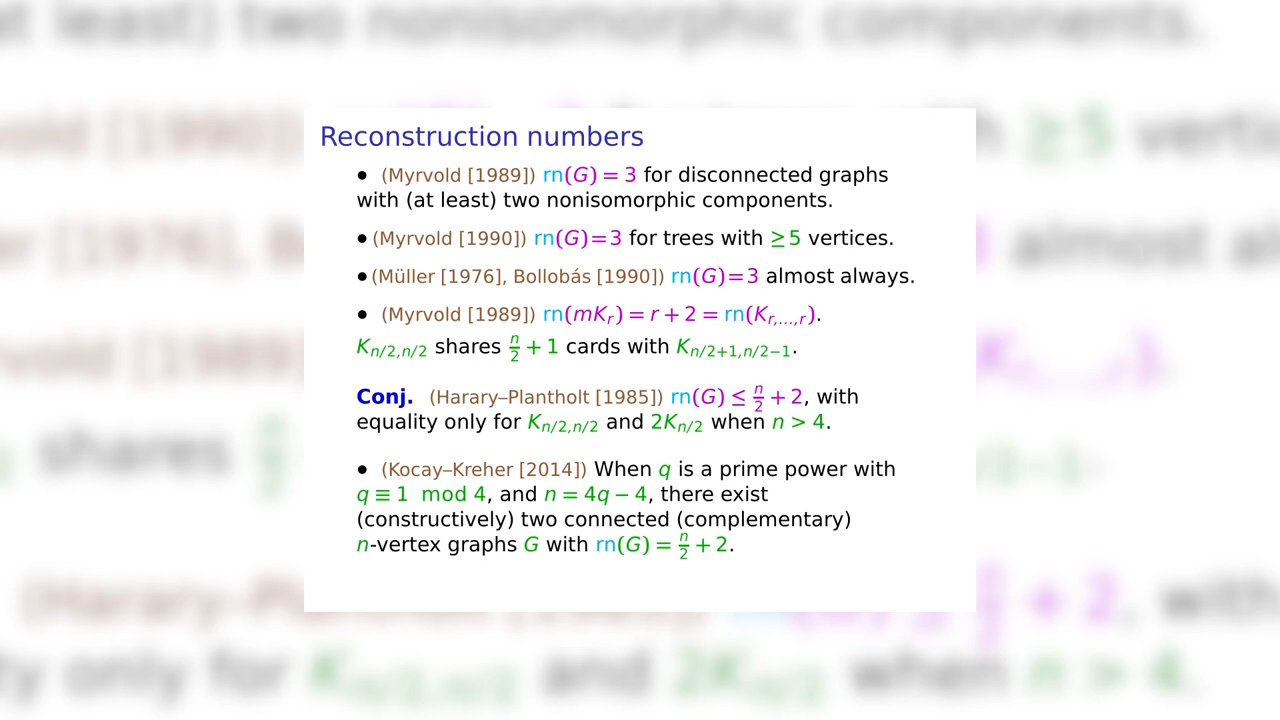 Reconstruction numbers
• (Myrvold [1989]) rn(G) = 3 for disconnected graphs
with (at least) two nonisomorphic components.
• (Myrvold [1990]) rn(G)=3 for trees with ≥5 vertices.
• (Müller [1976], Bollobás [1990]) rn(G)=3 almost always.
• (Myrvold [1989]) rn(mK_r) = r + 2 = rn(K_{r,...,r}).
K_{n/2,n/2} shares n/2 + 1 cards with K_{n/2+1,n/2−1}.
Conj. (Harary–Plantholt [1985]) rn(G) ≤ n/2 + 2, with
equality only for K_{n/2,n/2} and 2K_{n/2} when n > 4.
• (Kocay–Kreher [2014]) When q is a prime power with
q ≡ 1 mod 4, and n = 4q − 4, there exist
(constructively) two connected (complementary)
n-vertex graphs G with rn(G) = n/2 + 2.